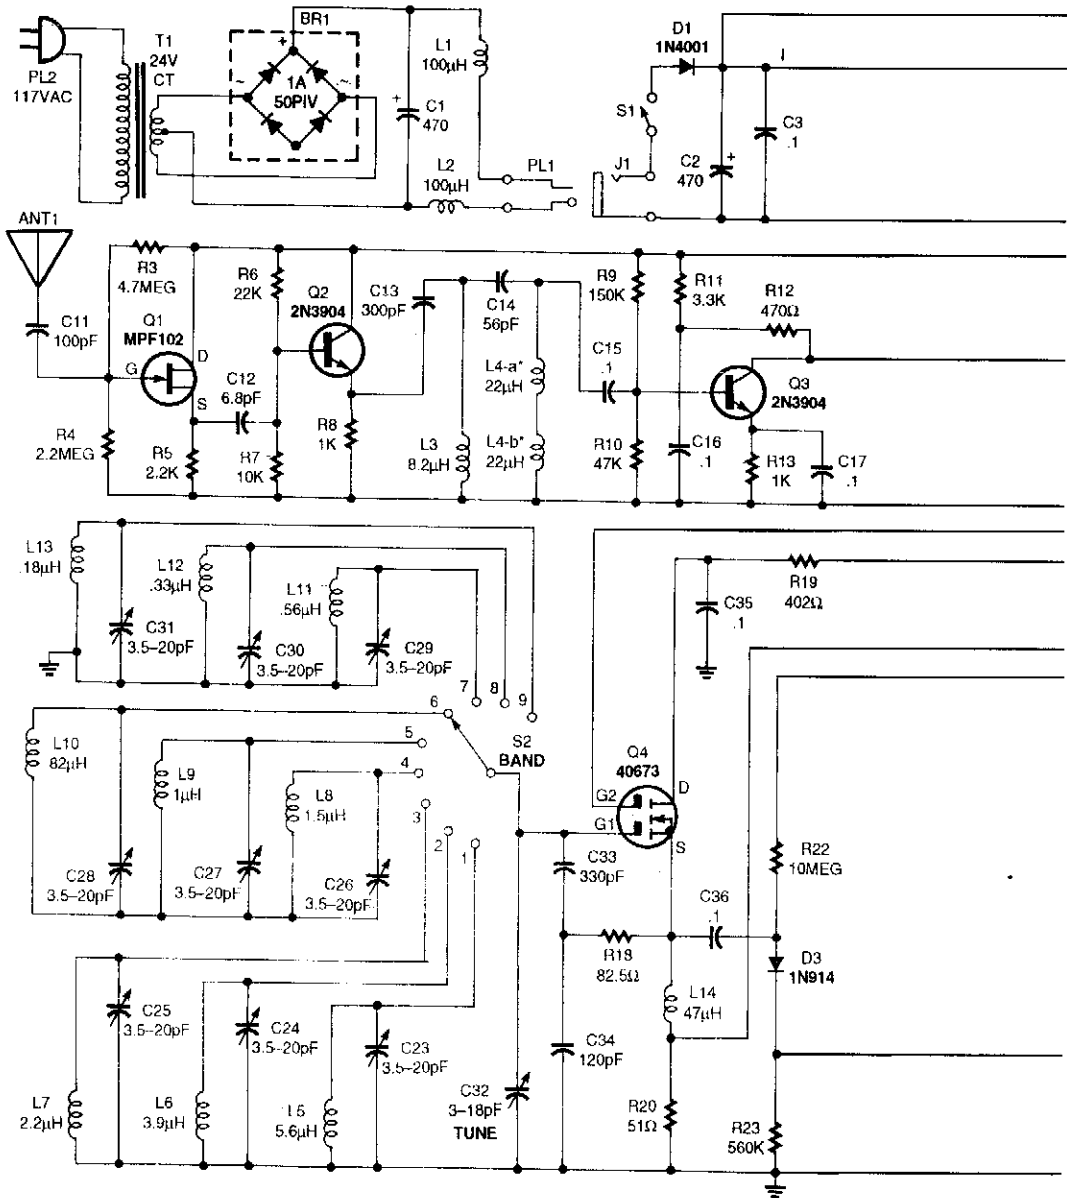 PL2
117VAC
T1
24V
CT
BR1
+
~
~
1A
50PIV
+
C1
470
L1
100µH
L2
100µH
PL1
J1
S1
D1
1N4001
C2
470
+
C3
.1
ANT1
C11
100pF
R3
4.7MEG
Q1
MPF102
G
D
S
R4
2.2MEG
R5
2.2K
C12
6.8pF
R6
22K
R7
10K
Q2
2N3904
R8
1K
C13
300pF
L3
8.2µH
C14
56pF
L4-a*
22µH
L4-b*
22µH
C15
.1
R9
150K
R10
47K
R11
3.3K
C16
.1
R12
470Ω
Q3
2N3904
R13
1K
C17
.1
L13
.18µH
C31
3.5–20pF
L12
.33µH
C30
3.5–20pF
L11
.56µH
C29
3.5–20pF
7
8
9
6
5
4
3
2
1
S2
BAND
L10
82µH
C28
3.5–20pF
L9
1µH
C27
3.5–20pF
L8
1.5µH
C26
3.5–20pF
L7
2.2µH
C25
3.5–20pF
L6
3.9µH
C24
3.5–20pF
L5
5.6µH
C23
3.5–20pF
C32
3–18pF
TUNE
C33
330pF
C34
120pF
R18
82.5Ω
Q4
40673
G2
G1
D
S
C35
.1
R19
402Ω
C36
.1
L14
47µH
R20
51Ω
R22
10MEG
D3
1N914
R23
560K